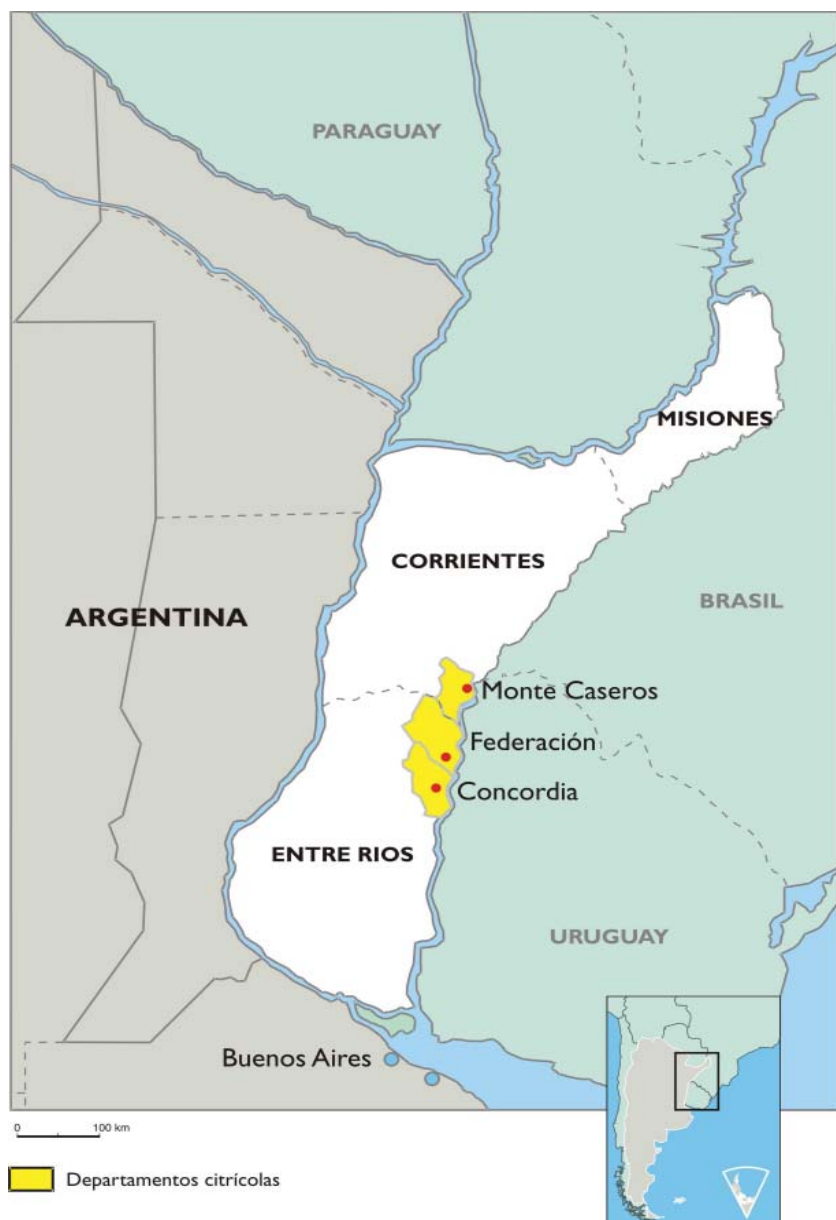 PARAGUAY
MISIONES
CORRIENTES
BRASIL
ARGENTINA
Monte Caseros
Federación
Concordia
ENTRE RIOS
URUGUAY
Buenos Aires
0 100 km
Departamentos citrícolas